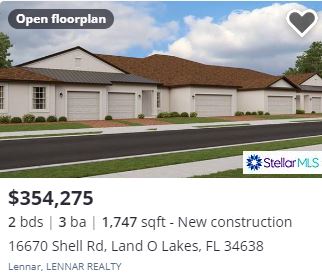 Open floorplan
StellarMLS
$354,275
2 bds | 3 ba | 1,747 sqft - New construction
16670 Shell Rd, Land O Lakes, FL 34638
Lennar, LENNAR REALTY